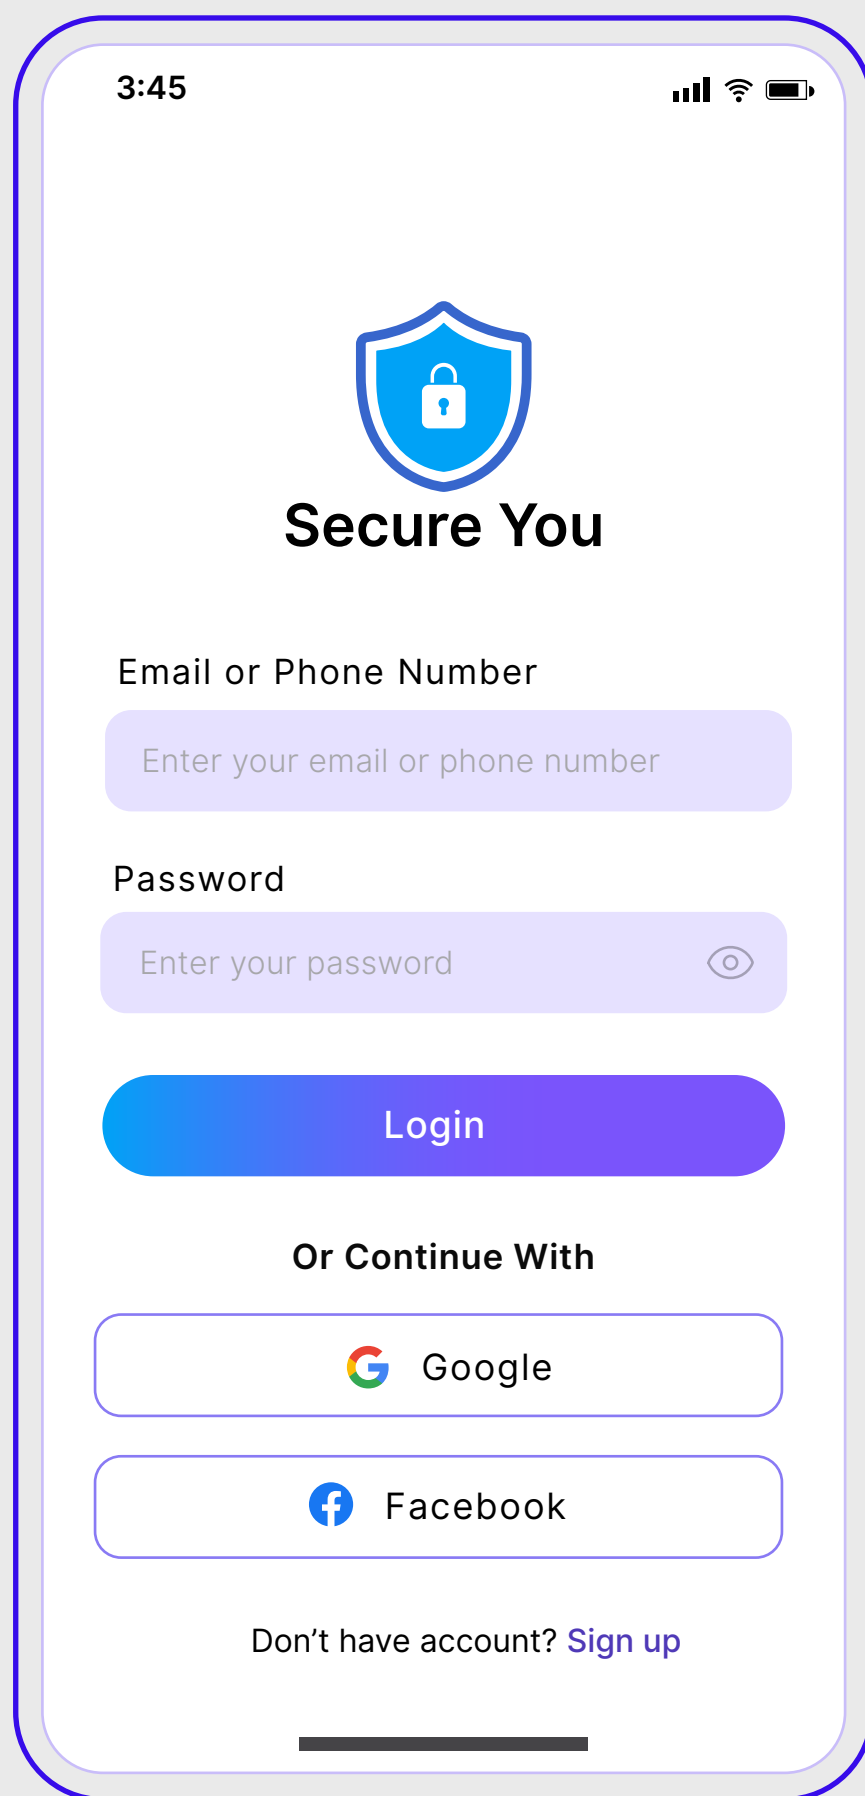 3:45
Secure You
Email or Phone Number
Enter your email or phone number
Password
Enter your password
Login
Or Continue With
Google
Facebook
Don’t have account? Sign up